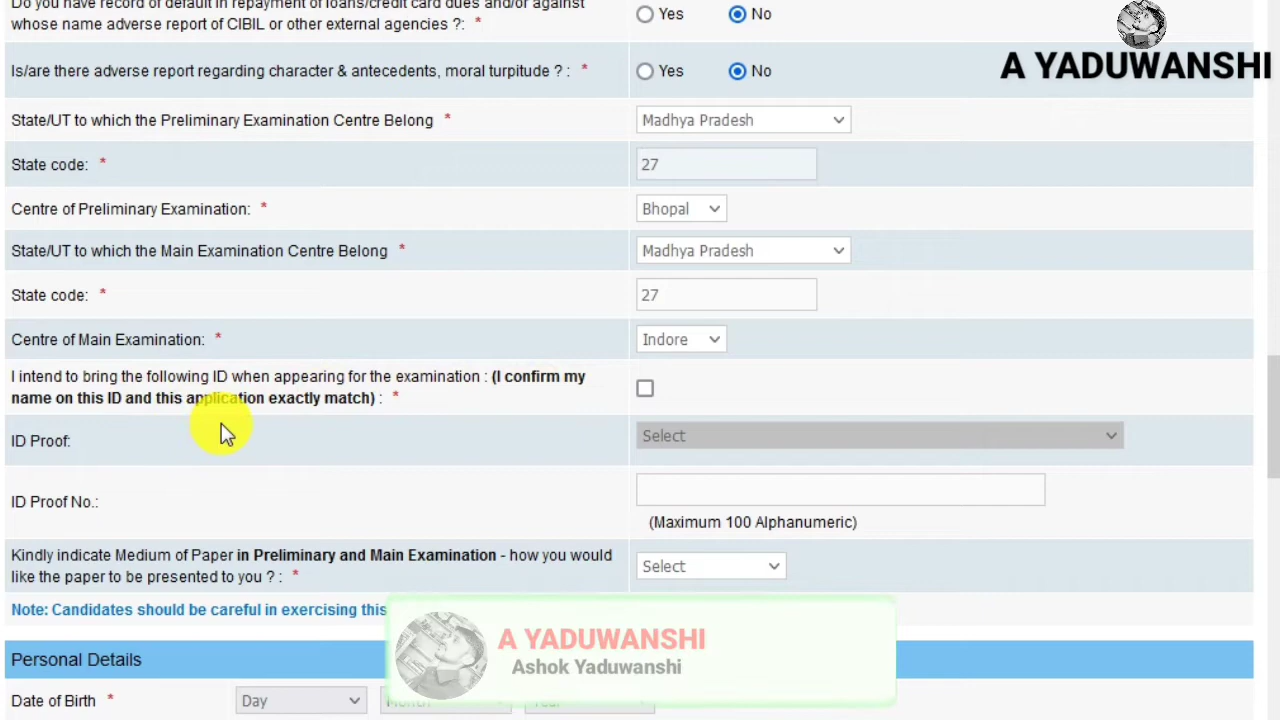 Do you have record of default in repayment of loans/credit card dues and/or against
whose name adverse report of CIBIL or other external agencies ?: *
Yes No
Is/are there adverse report regarding character & antecedents, moral turpitude ? : *
Yes No
A YADUWANSHI
State/UT to which the Preliminary Examination Centre Belong *
Madhya Pradesh
State code: *
27
Centre of Preliminary Examination: *
Bhopal
State/UT to which the Main Examination Centre Belong *
Madhya Pradesh
State code: *
27
Centre of Main Examination: *
Indore
I intend to bring the following ID when appearing for the examination : (I confirm my
name on this ID and this application exactly match) : *
ID Proof:
Select
ID Proof No.:
(Maximum 100 Alphanumeric)
Kindly indicate Medium of Paper in Preliminary and Main Examination - how you would
like the paper to be presented to you ? : *
Select
Note: Candidates should be careful in exercising this
A YADUWANSHI
Ashok Yaduwanshi
Personal Details
Date of Birth *
Day
Month
Year